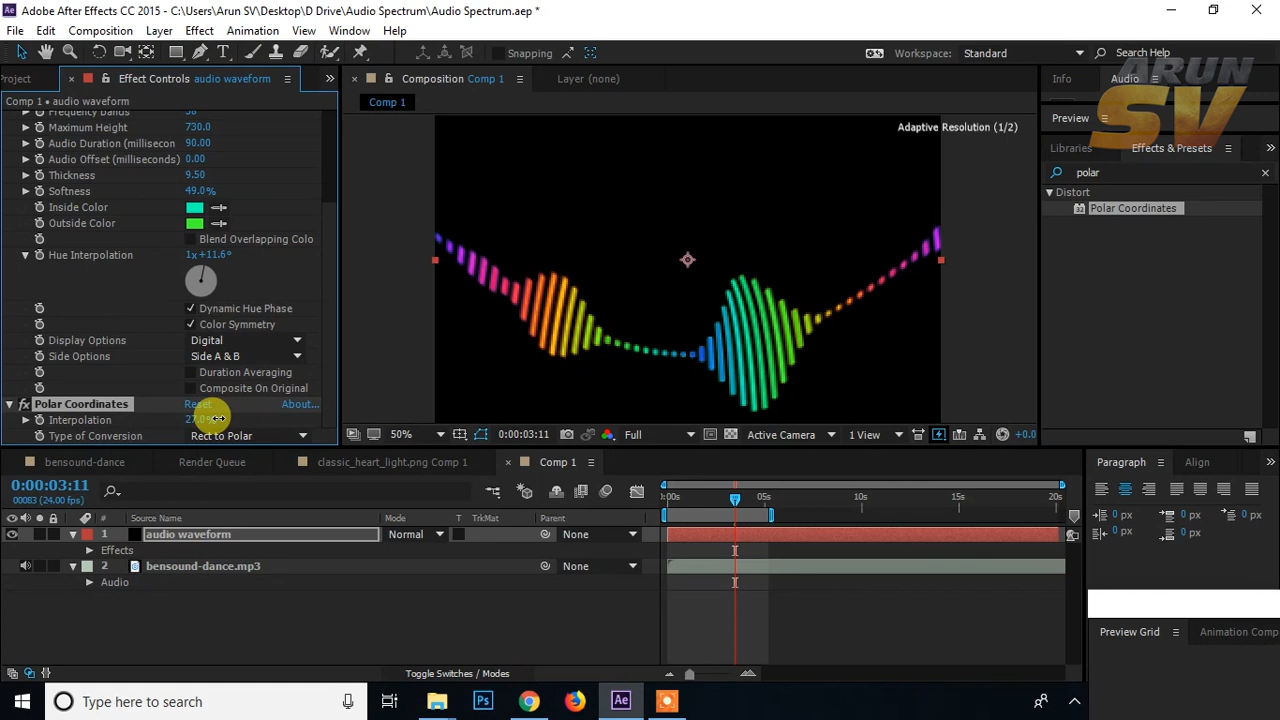 Adobe After Effects CC 2015 - C:\Users\Arun SV\Desktop\D Drive\Audio Spectrum\Audio Spectrum.aep *
File Edit Composition Layer Effect Animation View Window Help
Snapping Workspace: Standard Search Help
Project Effect Controls audio waveform
Composition Comp 1
Layer (none)
Info Audio
ARUN
SV
Comp 1 • audio waveform
Comp 1
Preview
Frequency Bands
Maximum Height 730.0
Audio Duration (millisecon 90.00
Audio Offset (milliseconds) 0.00
Thickness 9.50
Softness 49.0%
Inside Color
Outside Color
Blend Overlapping Colo
Hue Interpolation 1x+11.6°
Dynamic Hue Phase
Color Symmetry
Display Options Digital
Side Options Side A & B
Duration Averaging
Composite On Original
Polar Coordinates Reset About...
Interpolation
Type of Conversion Rect to Polar
Adaptive Resolution (1/2)
50% 0:00:03:11 Full Active Camera 1 View +0.0
Libraries Effects & Presets
polar
Distort
32 Polar Coordinates
bensound-dance Render Queue classic_heart_light.png Comp 1 Comp 1
0:00:03:11
00083 (24.00 fps)
:00s 05s 10s 15s 20s
# Source Name Mode T TrkMat Parent
1 audio waveform Normal None
Effects
2 bensound-dance.mp3 None
Audio
Toggle Switches / Modes
Paragraph Align
0 px 0 px 0 px
0 px 0 px
Preview Grid Animation Comp
Type here to search
Ps
Ae